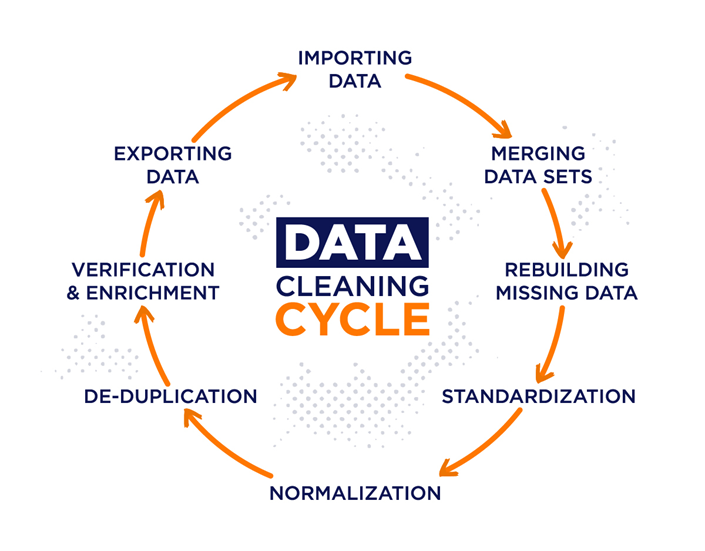 IMPORTING
DATA
MERGING
DATA SETS
REBUILDING
MISSING DATA
STANDARDIZATION
NORMALIZATION
DE-DUPLICATION
VERIFICATION
& ENRICHMENT
EXPORTING
DATA
DATA
CLEANING
CYCLE